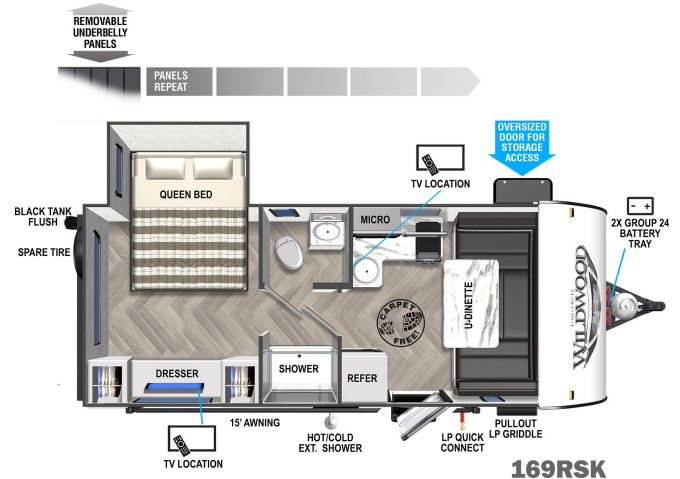 REMOVABLE
UNDERBELLY
PANELS
PANELS
REPEAT
OVERSIZED
DOOR FOR
STORAGE
ACCESS
TV LOCATION
QUEEN BED
MICRO
BLACK TANK
FLUSH
SPARE TIRE
2X GROUP 24
BATTERY
TRAY
U-DINETTE
CARPET
FREE!
FOREST RIVER
WILDWOOD
DRESSER
SHOWER
REFER
15' AWNING
TV LOCATION
HOT/COLD
EXT. SHOWER
LP QUICK
CONNECT
PULLOUT
LP GRIDDLE
169RSK